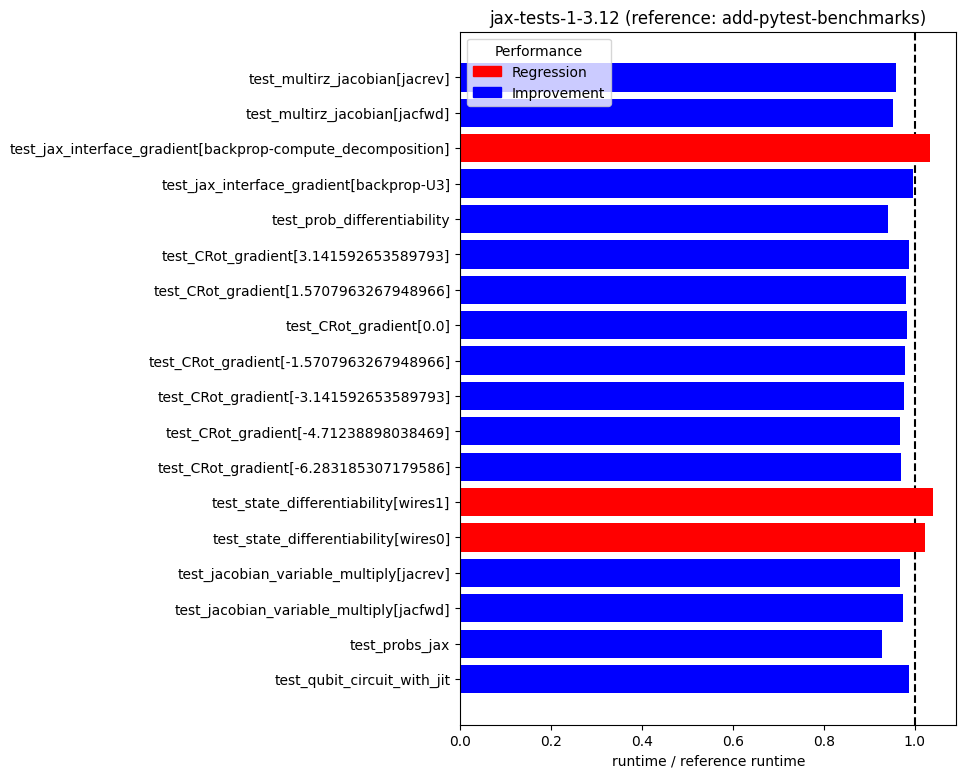 jax-tests-1-3.12 (reference: add-pytest-benchmarks)
Performance
Regression
Improvement
test_multirz_jacobian[jacrev]
test_multirz_jacobian[jacfwd]
test_jax_interface_gradient[backprop-compute_decomposition]
test_jax_interface_gradient[backprop-U3]
test_prob_differentiability
test_CRot_gradient[3.141592653589793]
test_CRot_gradient[1.5707963267948966]
test_CRot_gradient[0.0]
test_CRot_gradient[-1.5707963267948966]
test_CRot_gradient[-3.141592653589793]
test_CRot_gradient[-4.71238898038469]
test_CRot_gradient[-6.283185307179586]
test_state_differentiability[wires1]
test_state_differentiability[wires0]
test_jacobian_variable_multiply[jacrev]
test_jacobian_variable_multiply[jacfwd]
test_probs_jax
test_qubit_circuit_with_jit
0.0 0.2 0.4 0.6 0.8 1.0
runtime / reference runtime